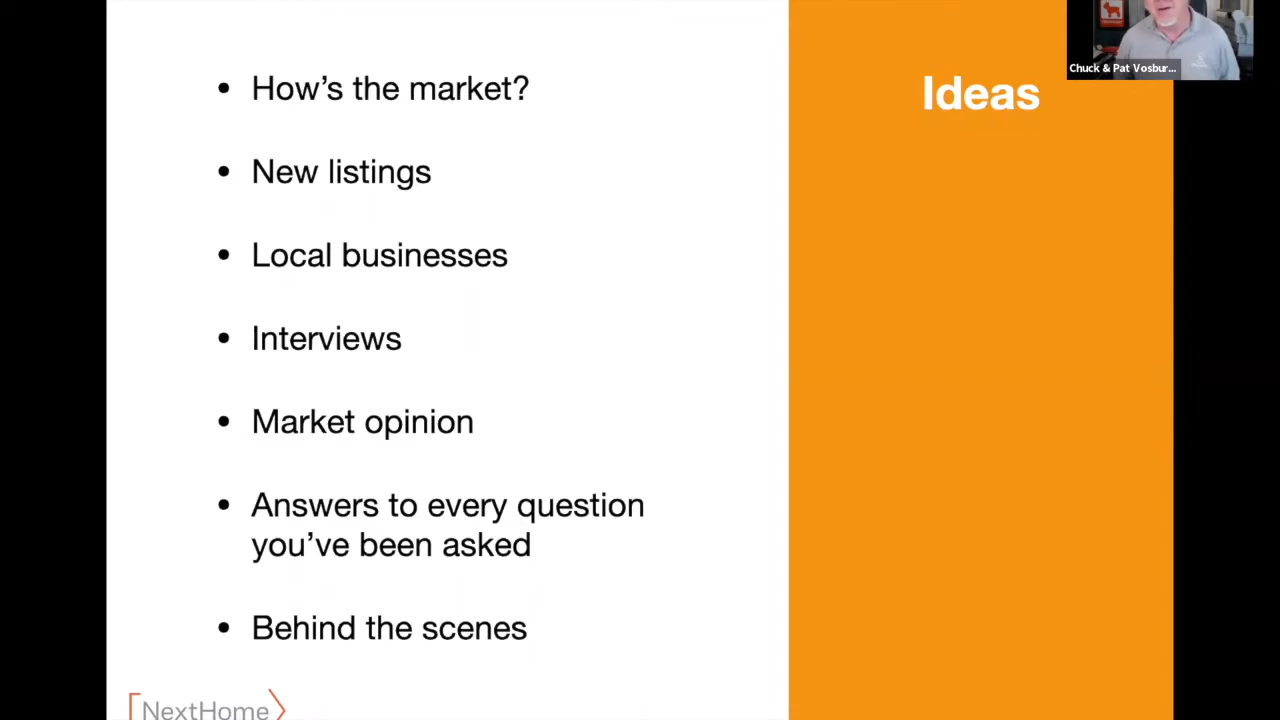 • How’s the market?
• New listings
• Local businesses
• Interviews
• Market opinion
• Answers to every question
you’ve been asked
• Behind the scenes
Ideas
Chuck & Pat Vosbur...
NextHome